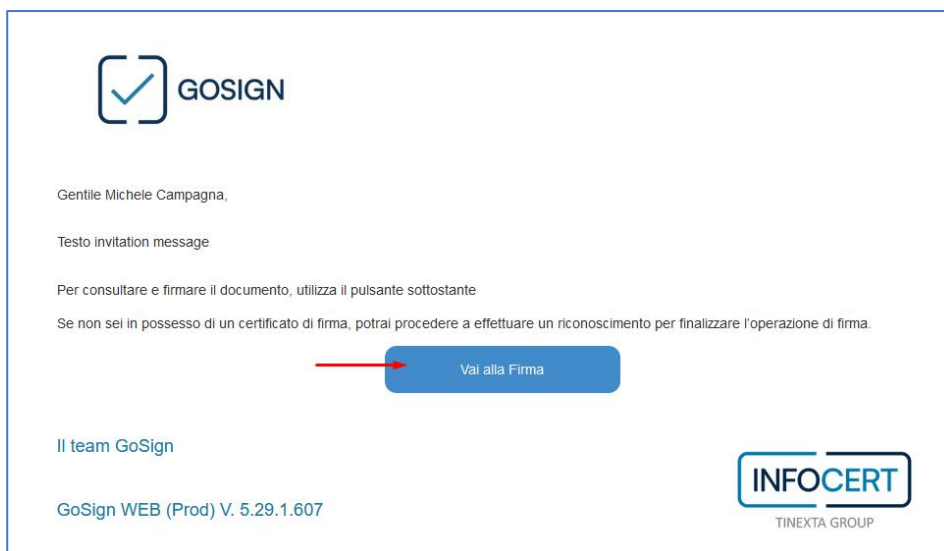 GOSIGN
Gentile Michele Campagna,
Testo invitation message
Per consultare e firmare il documento, utilizza il pulsante sottostante
Se non sei in possesso di un certificato di firma, potrai procedere a effettuare un riconoscimento per finalizzare l'operazione di firma.
Vai alla Firma
Il team GoSign
GoSign WEB (Prod) V. 5.29.1.607
INFOCERT
TINEXTA GROUP